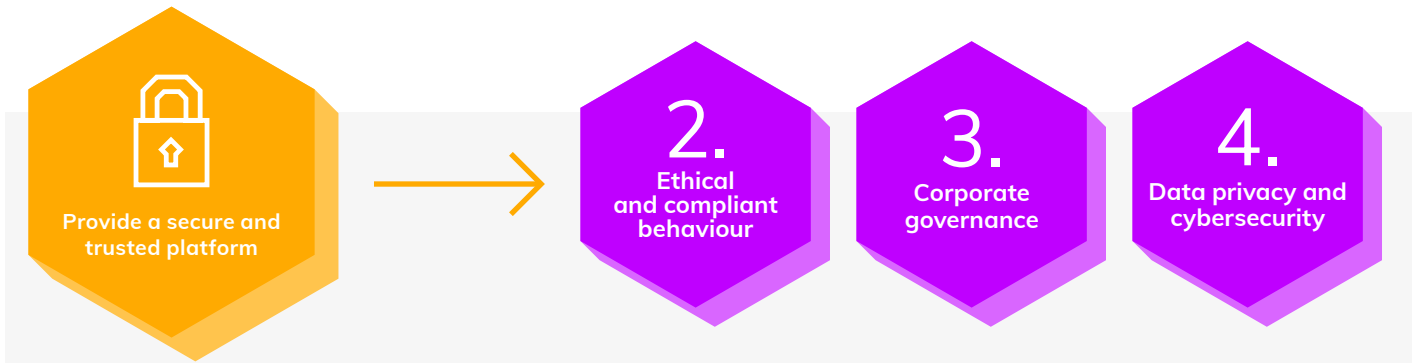 Provide a secure and
trusted platform
2.
Ethical
and compliant
behaviour
3.
Corporate
governance
4.
Data privacy and
cybersecurity